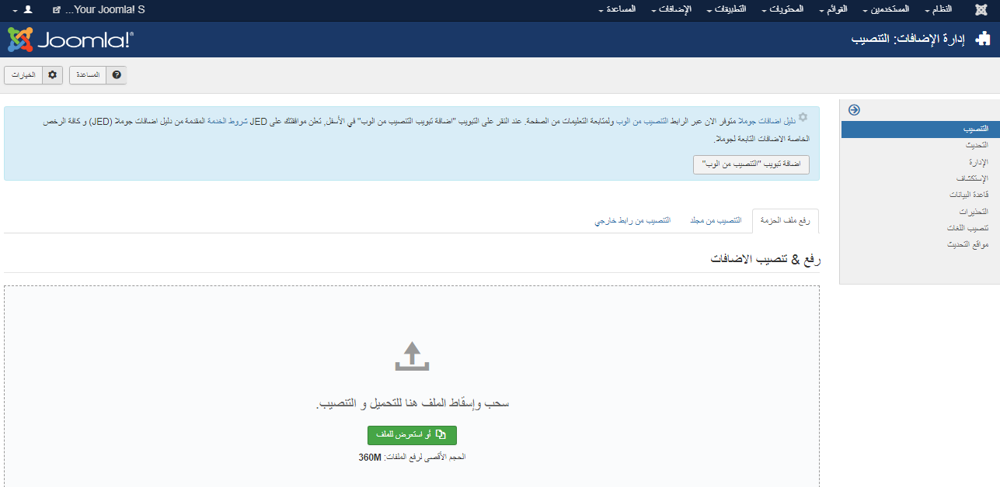 النظام
المستخدمين
القوائم
المحتويات
التطبيقات
الإضافات
المساعدة
Your Joomla! S...
إدارة الإضافات: التنصيب
Joomla!®
المساعدة
الخيارات
التنصيب
التحديث
الإدارة
الإستكشاف
قاعدة البيانات
التحذيرات
تنصيب اللغات
مواقع التحديث
دليل اضافات جوملا متوفر الان عبر الرابط التنصيب من الوب ولمتابعة التعليمات من الصفحة. عند النقر على التبويب "اضافة تبويب التنصيب من الوب" في الأسفل, تعلن موافقتك على JED شروط الخدمة المقدمة من دليل اضافات جوملا (JED) و كافة الرخص
الخاصة الاضافات التابعة لجوملا.
اضافة تبويب "التنصيب من الوب"
رفع ملف الحزمة
التنصيب من مجلد
التنصيب من رابط خارجي
رفع & تنصيب الاضافات
سحب وإسقاط الملف هنا للتحميل و التنصيب.
أو استعرض للملف
الحجم الأقصى لرفع الملفات: 360M